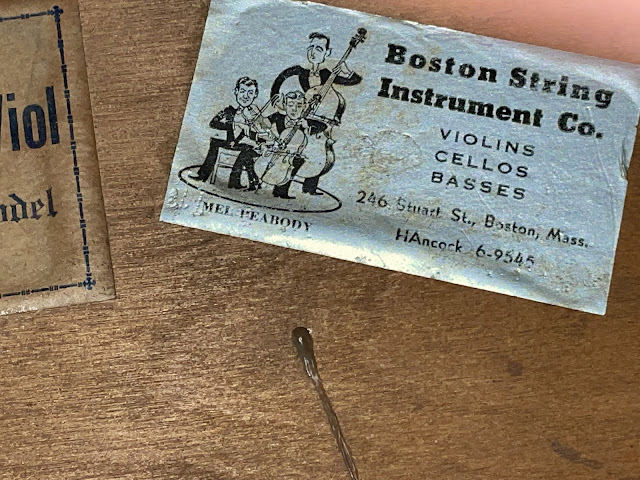 Viol
ndel
Boston String
Instrument Co.
VIOLINS
CELLOS
BASSES
246 Stuart St., Boston, Mass.
HAncock 6-9545
MEL PEABODY